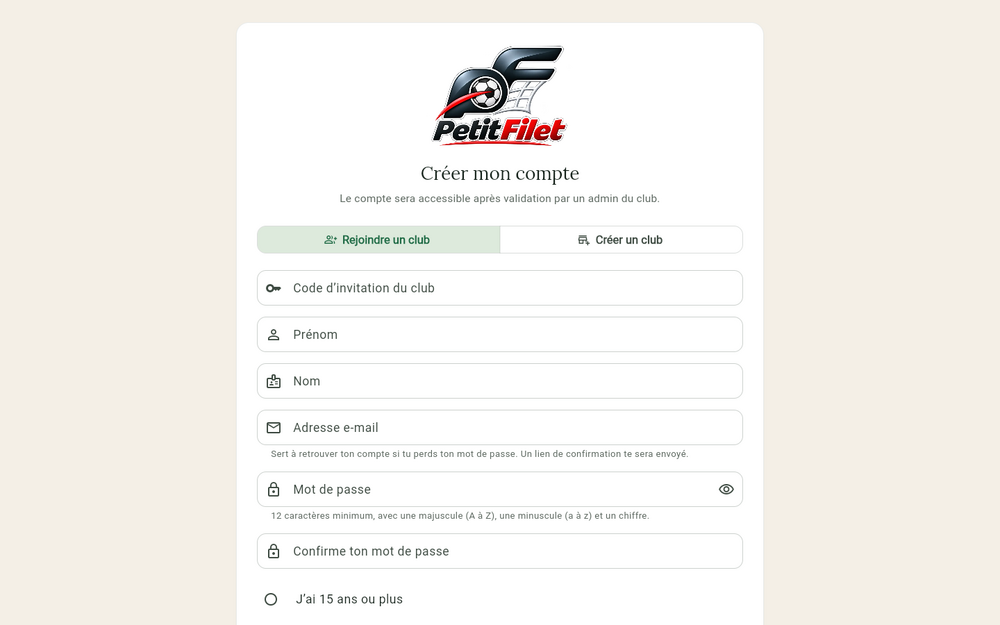 PF
PetitFilet
Créer mon compte
Le compte sera accessible après validation par un admin du club.
Rejoindre un club
Créer un club
Code d’invitation du club
Prénom
Nom
Adresse e-mail
Sert à retrouver ton compte si tu perds ton mot de passe. Un lien de confirmation te sera envoyé.
Mot de passe
12 caractères minimum, avec une majuscule (A à Z), une minuscule (a à z) et un chiffre.
Confirme ton mot de passe
J’ai 15 ans ou plus